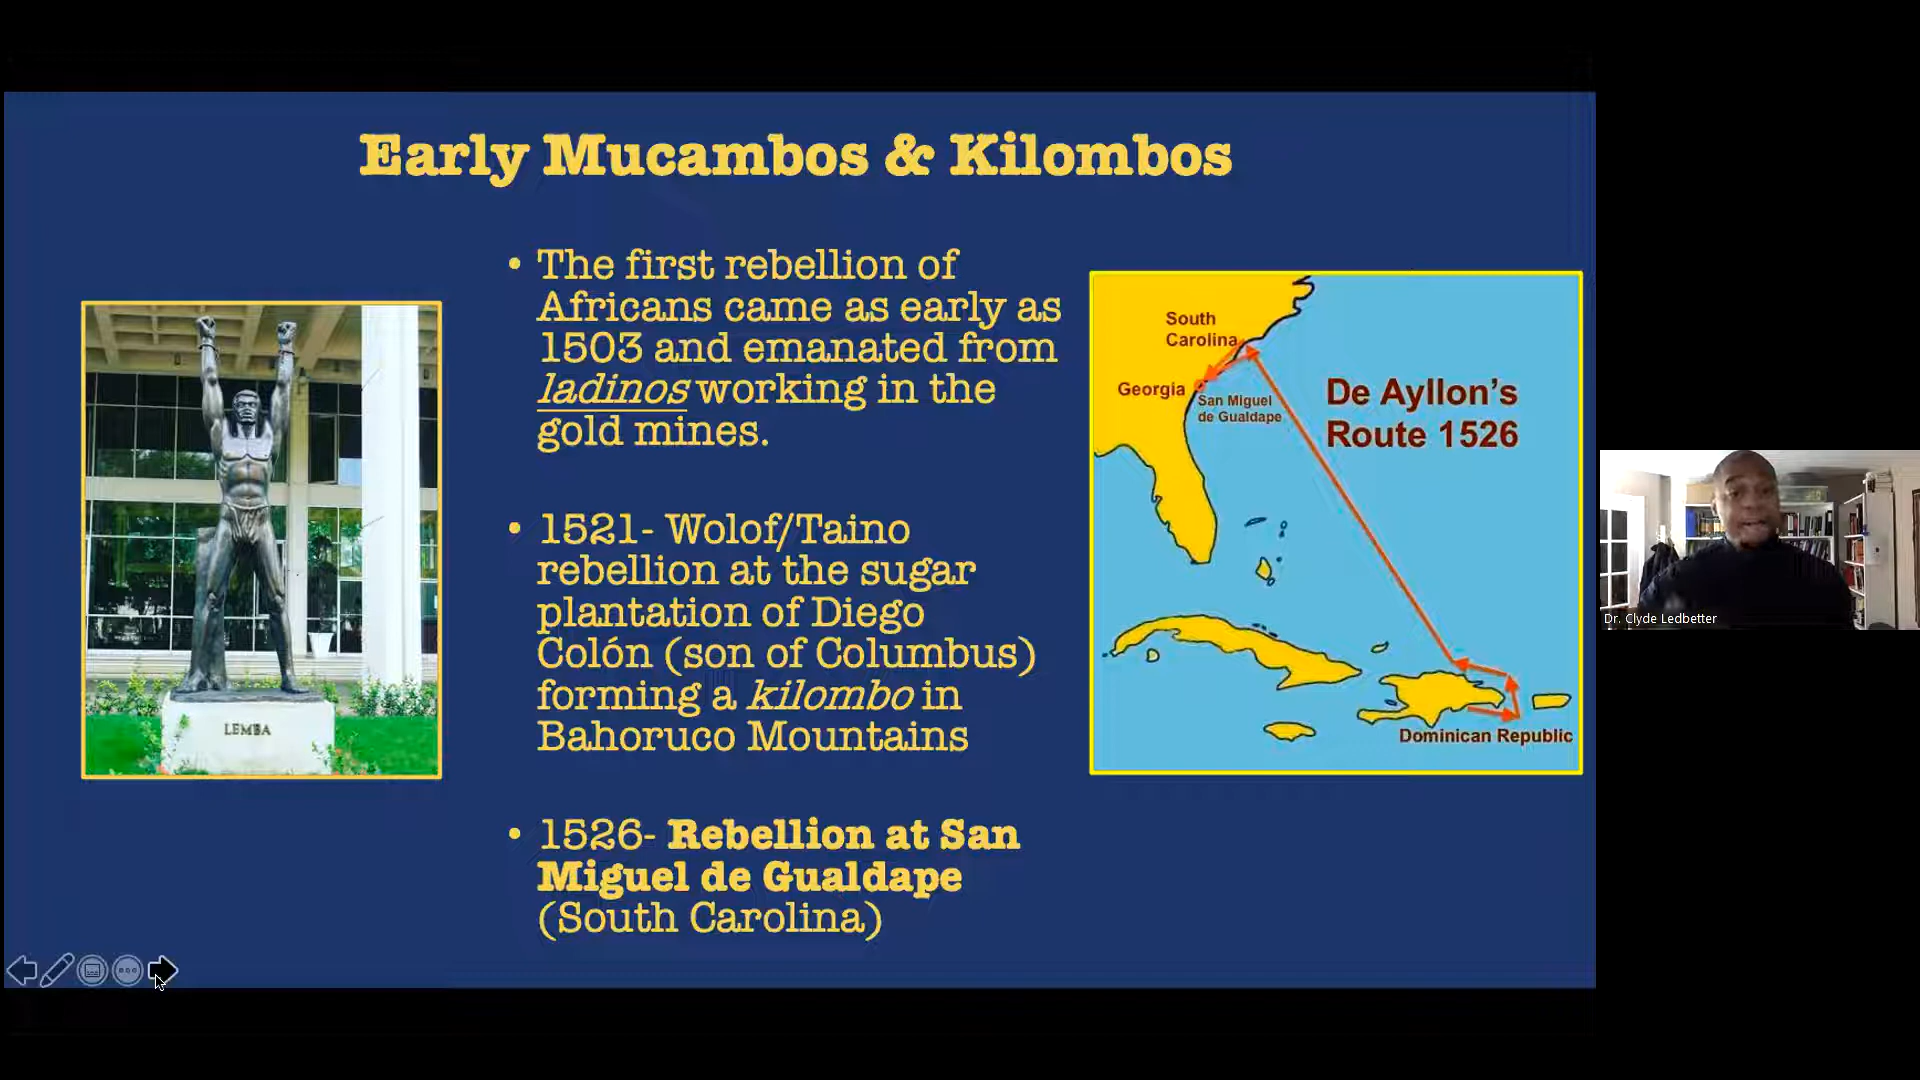 Early Mucambos & Kilombos
• The first rebellion of
Africans came as early as
1503 and emanated from
ladinos working in the
gold mines.
• 1521- Wolof/Taino
rebellion at the sugar
plantation of Diego
Colón (son of Columbus)
forming a kilombo in
Bahoruco Mountains
• 1526- Rebellion at San
Miguel de Gualdape
(South Carolina)
LEMBA
South
Carolina
Georgia
San Miguel
de Gualdape
De Ayllon's
Route 1526
Dominican Republic
Dr. Clyde Ledbetter